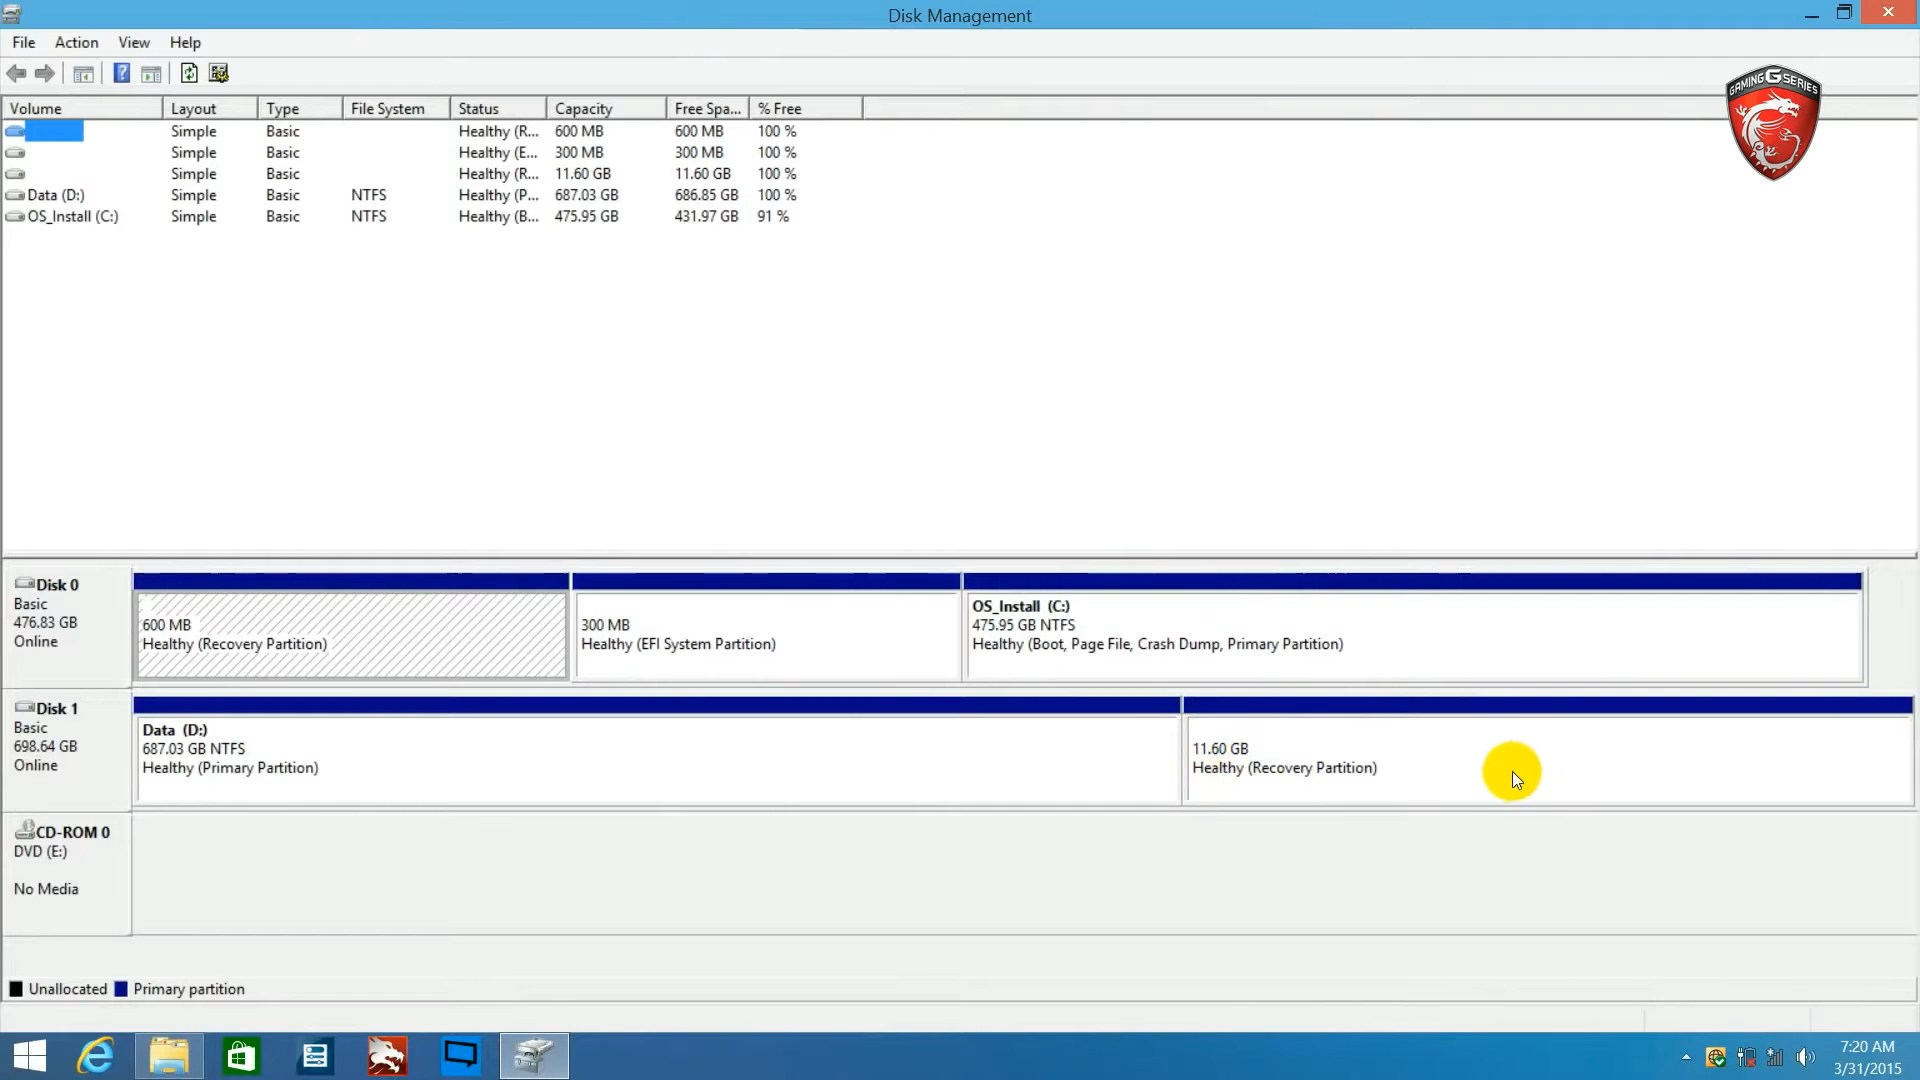 Disk Management
File Action View Help
Volume Layout Type File System Status Capacity Free Spa... % Free
Simple Basic Healthy (R... 600 MB 600 MB 100 %
Simple Basic Healthy (E... 300 MB 300 MB 100 %
Simple Basic Healthy (R... 11.60 GB 11.60 GB 100 %
Data (D:) Simple Basic NTFS Healthy (P... 687.03 GB 686.85 GB 100 %
OS_Install (C:) Simple Basic NTFS Healthy (B... 475.95 GB 431.97 GB 91 %
GAMING G SERIES
Disk 0
Basic
476.83 GB
Online
600 MB
Healthy (Recovery Partition)
300 MB
Healthy (EFI System Partition)
OS_Install (C:)
475.95 GB NTFS
Healthy (Boot, Page File, Crash Dump, Primary Partition)
Disk 1
Basic
698.64 GB
Online
Data (D:)
687.03 GB NTFS
Healthy (Primary Partition)
11.60 GB
Healthy (Recovery Partition)
CD-ROM 0
DVD (E:)
No Media
Unallocated Primary partition
7:20 AM
3/31/2015